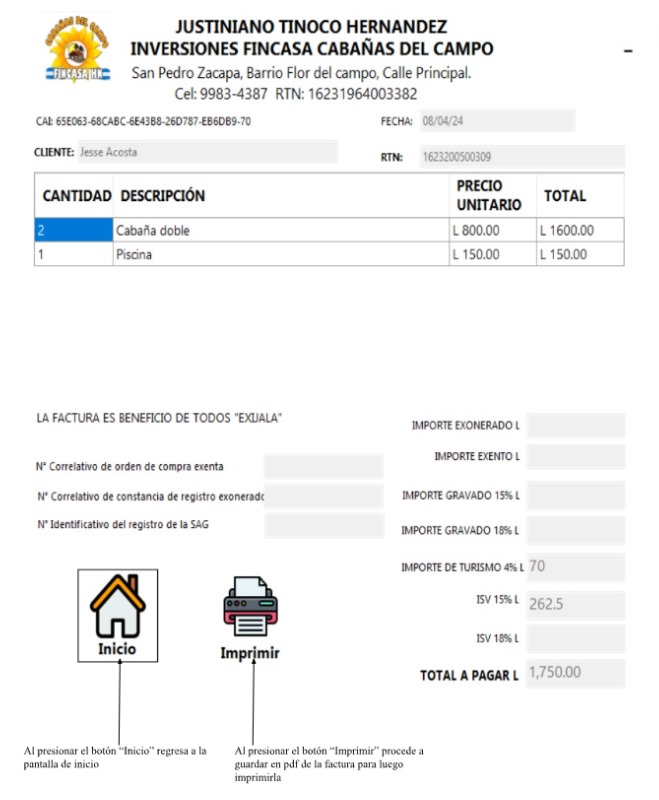 CABAÑAS DEL CAMPO
FINCASA HN
JUSTINIANO TINOCO HERNANDEZ
INVERSIONES FINCASA CABAÑAS DEL CAMPO
San Pedro Zacapa, Barrio Flor del campo, Calle Principal.
Cel: 9983-4387 RTN: 16231964003382
CAI: 65E063-68CABC-6E43B8-26D787-EB6DB9-70 FECHA: 08/04/24
CLIENTE: Jesse Acosta RTN: 1623200500309
CANTIDAD DESCRIPCIÓN PRECIO UNITARIO TOTAL
2 Cabaña doble L 800.00 L 1600.00
1 Piscina L 150.00 L 150.00
LA FACTURA ES BENEFICIO DE TODOS "EXIJALA"
N° Correlativo de orden de compra exenta
N° Correlativo de constancia de registro exonerado
N° Identificativo del registro de la SAG
IMPORTE EXONERADO L
IMPORTE EXENTO L
IMPORTE GRAVADO 15% L
IMPORTE GRAVADO 18% L
IMPORTE DE TURISMO 4% L 70
ISV 15% L 262.5
ISV 18% L
TOTAL A PAGAR L 1,750.00
Inicio
Imprimir
Al presionar el botón “Inicio” regresa a la
pantalla de inicio
Al presionar el botón “Imprimir” procede a
guardar en pdf de la factura para luego
imprimirla